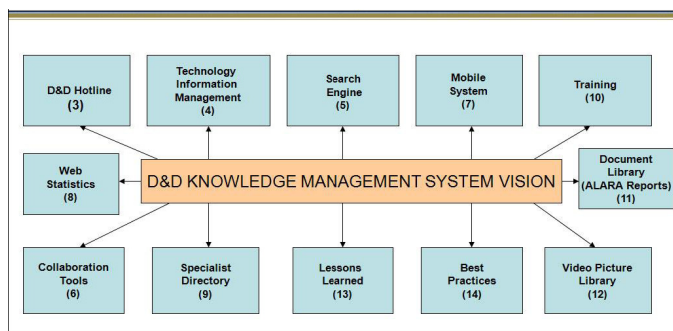 D&D Hotline
(3)
Technology
Information
Management
(4)
Search
Engine
(5)
Mobile
System
(7)
Training
(10)
Web
Statistics
(8)
D&D KNOWLEDGE MANAGEMENT SYSTEM VISION
Document
Library
(ALARA Reports)
(11)
Collaboration
Tools
(6)
Specialist
Directory
(9)
Lessons
Learned
(13)
Best
Practices
(14)
Video Picture
Library
(12)